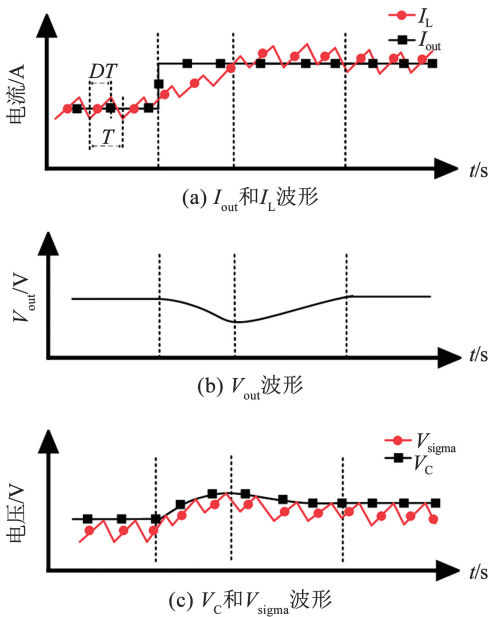 I_L
I_out
电流/A
DT
T
t/s
(a) I_out和I_L波形
V_out/V
t/s
(b) V_out波形
V_sigma
V_C
电压/V
t/s
(c) V_C和V_sigma波形